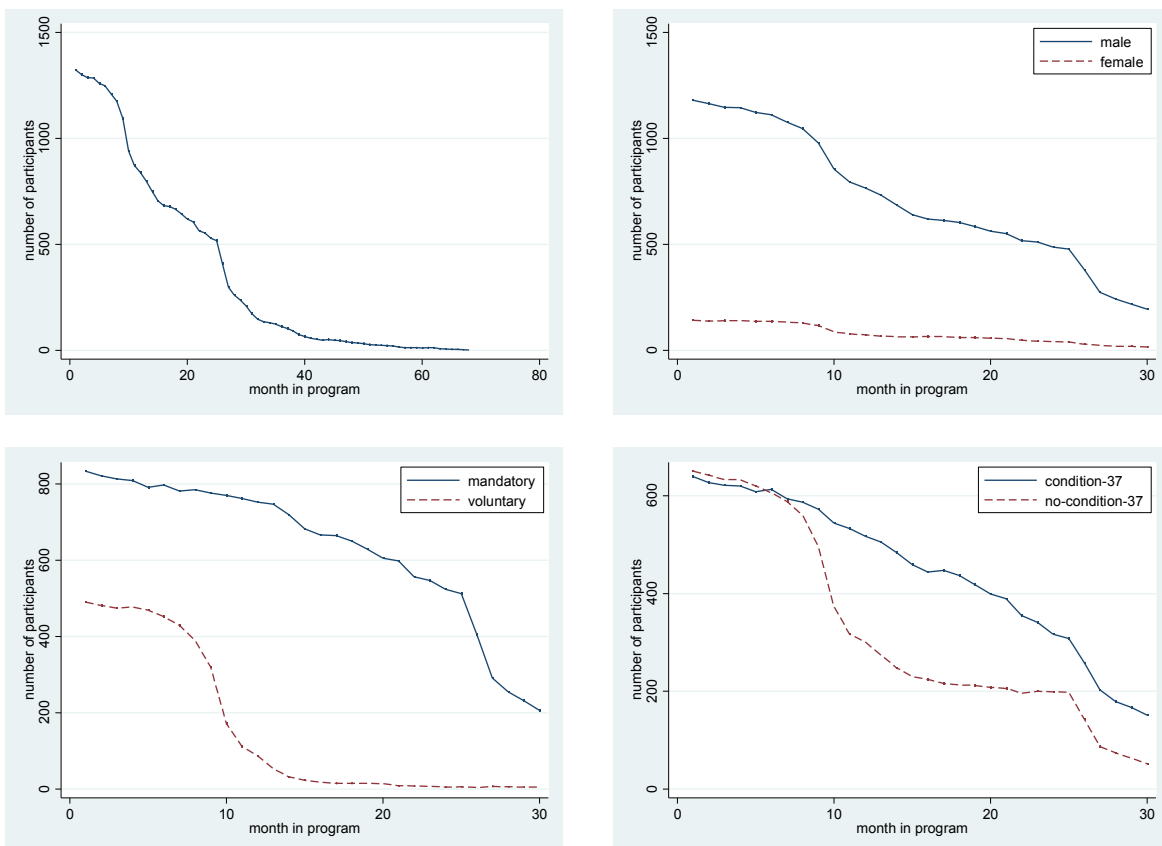 number of participants
1500
1000
500
0
0 20 40 60 80
month in program
number of participants
1500
1000
500
0
0 10 20 30
month in program
male
female
number of participants
800
600
400
200
0
0 10 20 30
month in program
mandatory
voluntary
number of participants
600
400
200
0
0 10 20 30
month in program
condition-37
no-condition-37